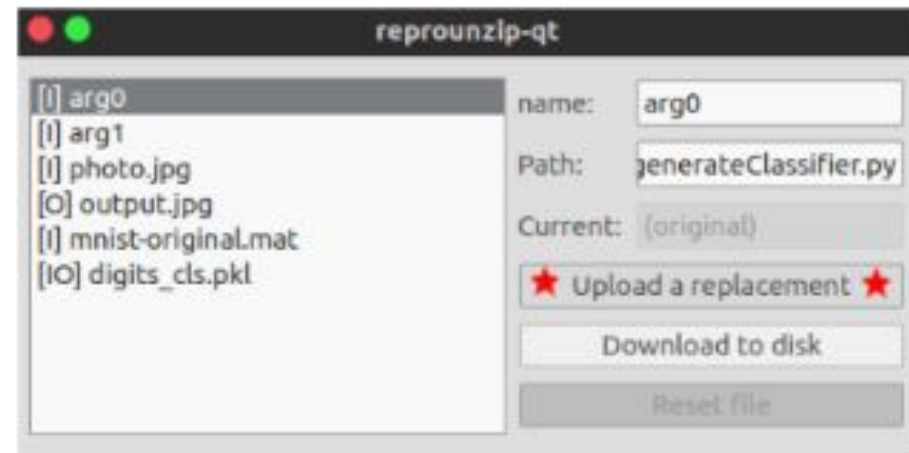 reprounzip-qt
[I] arg0
[I] arg1
[I] photo.jpg
[O] output.jpg
[I] mnist-original.mat
[IO] digits_cls.pkl
name: arg0
Path: generateClassifier.py
Current: (original)
Upload a replacement
Download to disk
Reset file